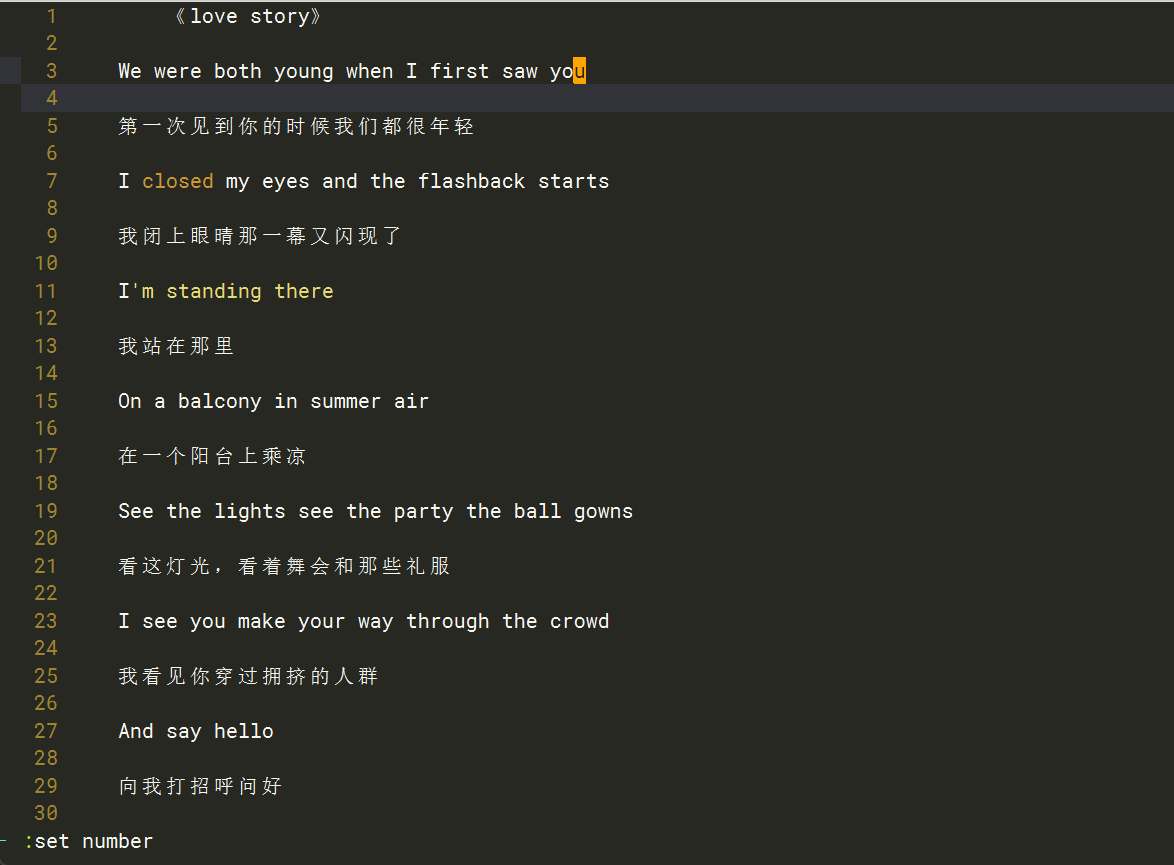 1 《love story》
2
3 We were both young when I first saw you
4
5 第一次见到你的时候我们都很年轻
6
7 I closed my eyes and the flashback starts
8
9 我闭上眼晴那一幕又闪现了
10
11 I'm standing there
12
13 我站在那里
14
15 On a balcony in summer air
16
17 在一个阳台上乘凉
18
19 See the lights see the party the ball gowns
20
21 看这灯光，看着舞会和那些礼服
22
23 I see you make your way through the crowd
24
25 我看见你穿过拥挤的人群
26
27 And say hello
28
29 向我打招呼问好
30
:set number